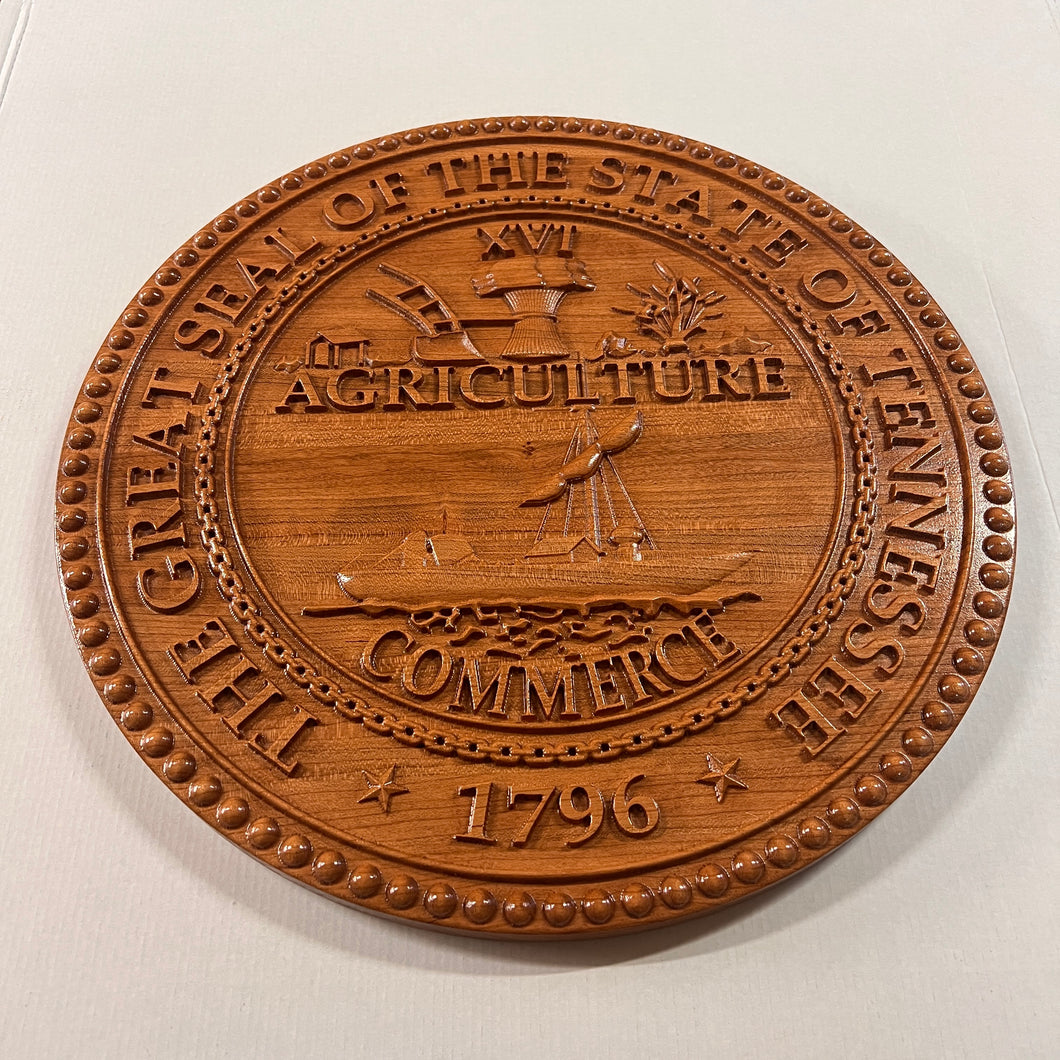 THE GREAT SEAL OF THE STATE OF TENNESSEE
XVI
AGRICULTURE
COMMERCE
1796